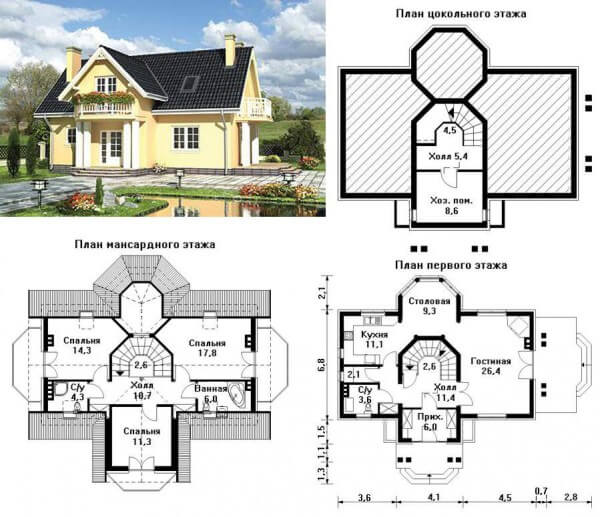 План цокольного этажа
4,5
Холл 5,4
Хоз. пом.
8,6
План мансардного этажа
Спальня
14,3
Спальня
17,8
2,6
Холл
10,7
С/у
4,3
Ванная
6,0
Спальня
11,3
План первого этажа
Столовая
9,3
Кухня
11,1
Гостиная
26,4
2,1
2,6
С/у
3,6
Холл
11,4
Прих.
6,0
2,1
6,8
1,5
1,1
1,3
3,6
4,1
4,5
0,7
2,8